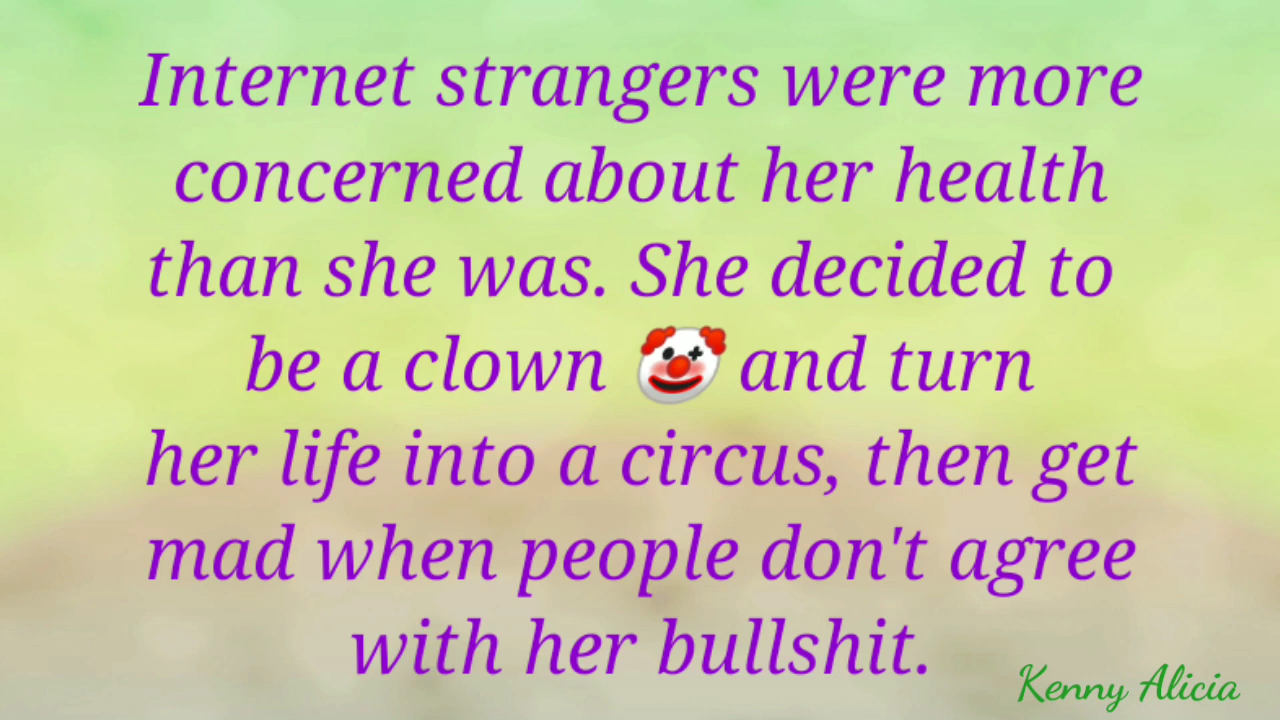 Internet strangers were more
concerned about her health
than she was. She decided to
be a clown 🤡 and turn
her life into a circus, then get
mad when people don't agree
with her bullshit.
Kenny Alicia